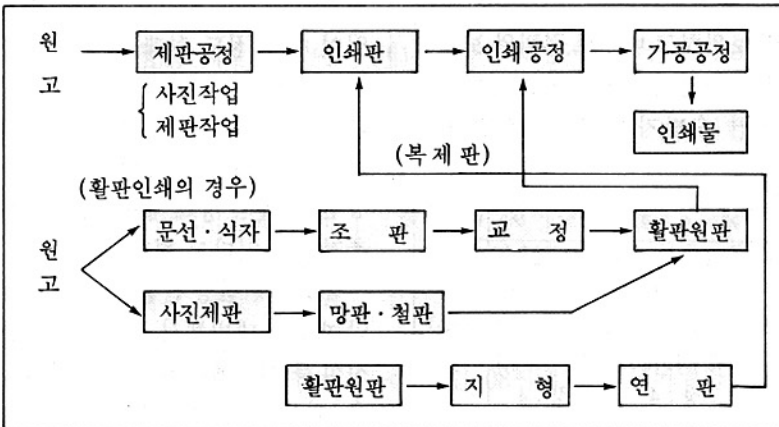 원고
제판공정 인쇄판 인쇄공정 가공공정
사진작업
제판작업
인쇄물
(복제판)
(활판인쇄의 경우)
원고
문선·식자 조 판 교 정 활판원판
사진제판 망판·철판
활판원판 지 형 연 판